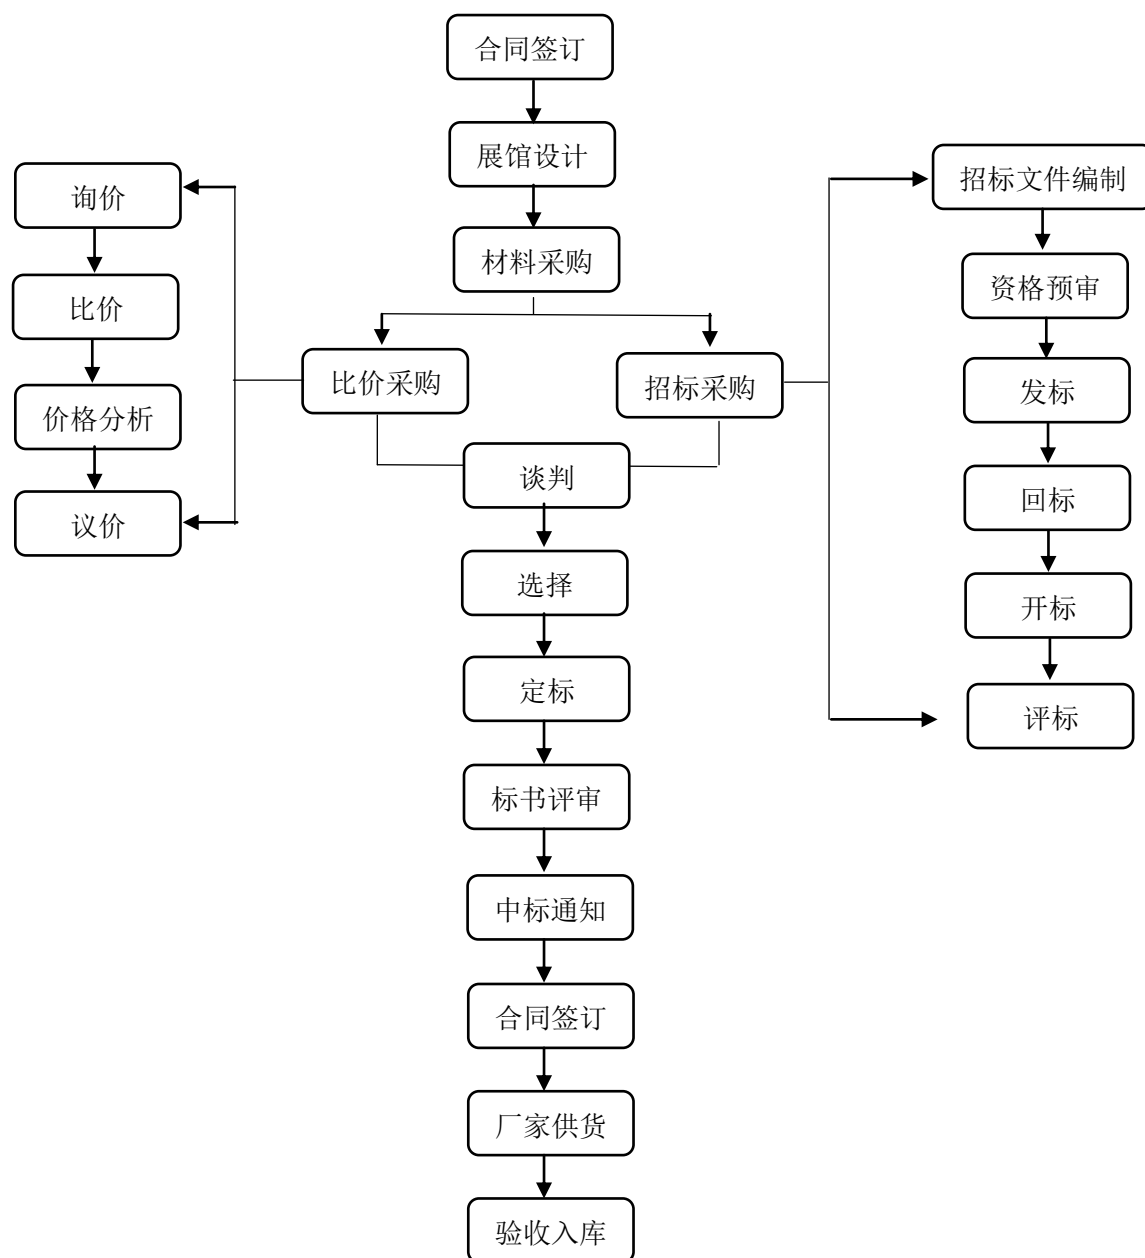 合同签订
展馆设计
材料采购
比价采购
招标采购
询价
比价
价格分析
议价
招标文件编制
资格预审
发标
回标
开标
评标
谈判
选择
定标
标书评审
中标通知
合同签订
厂家供货
验收入库